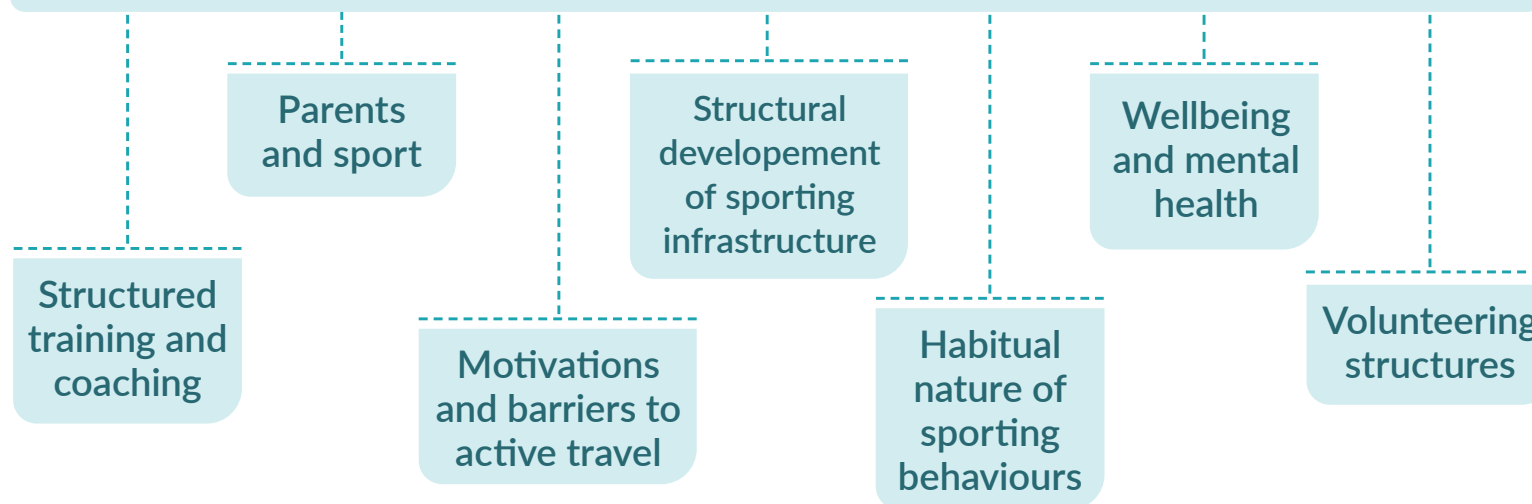 Parents
and sport
Structural
developement
of sporting
infrastructure
Wellbeing
and mental
health
Structured
training and
coaching
Motivations
and barriers to
active travel
Habitual
nature of
sporting
behaviours
Volunteering
structures